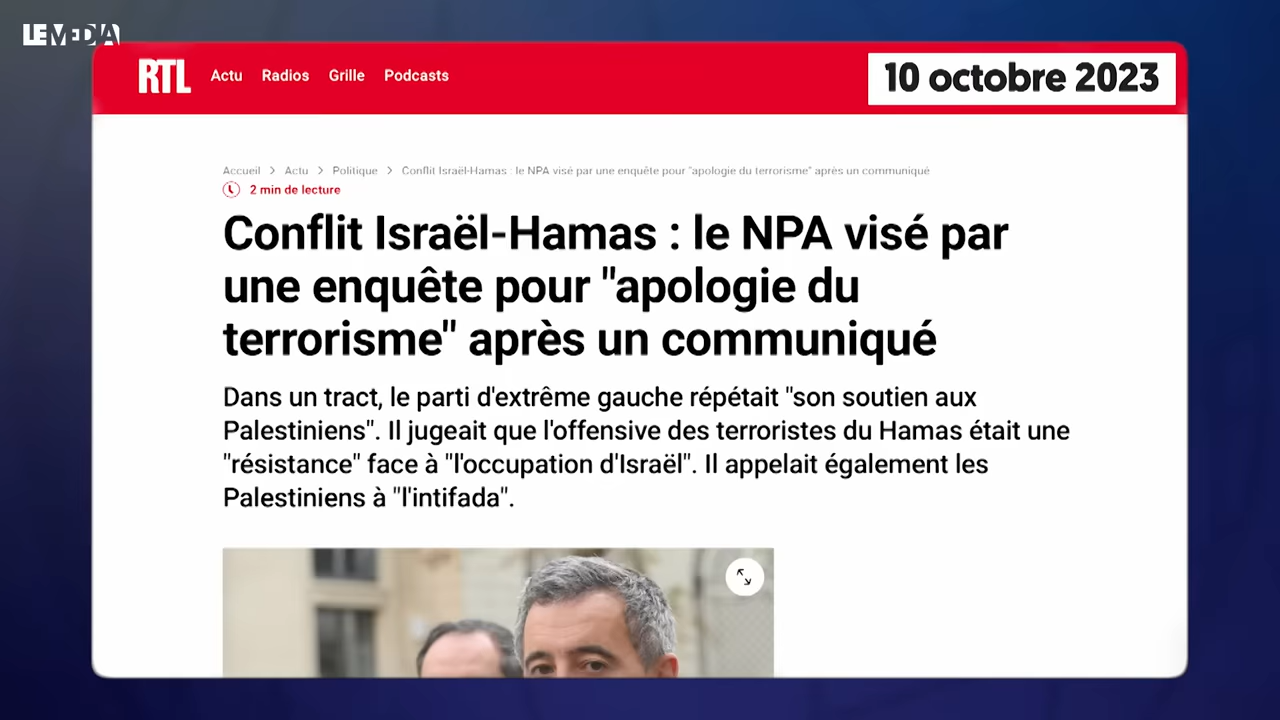 LEMEDIA
RTL Actu Radios Grille Podcasts
10 octobre 2023
Accueil > Actu > Politique > Conflit Israël-Hamas : le NPA visé par une enquête pour "apologie du terrorisme" après un communiqué
2 min de lecture
Conflit Israël-Hamas : le NPA visé par
une enquête pour "apologie du
terrorisme" après un communiqué
Dans un tract, le parti d'extrême gauche répétait "son soutien aux
Palestiniens". Il jugeait que l'offensive des terroristes du Hamas était une
"résistance" face à "l'occupation d'Israël". Il appelait également les
Palestiniens à "l'intifada".